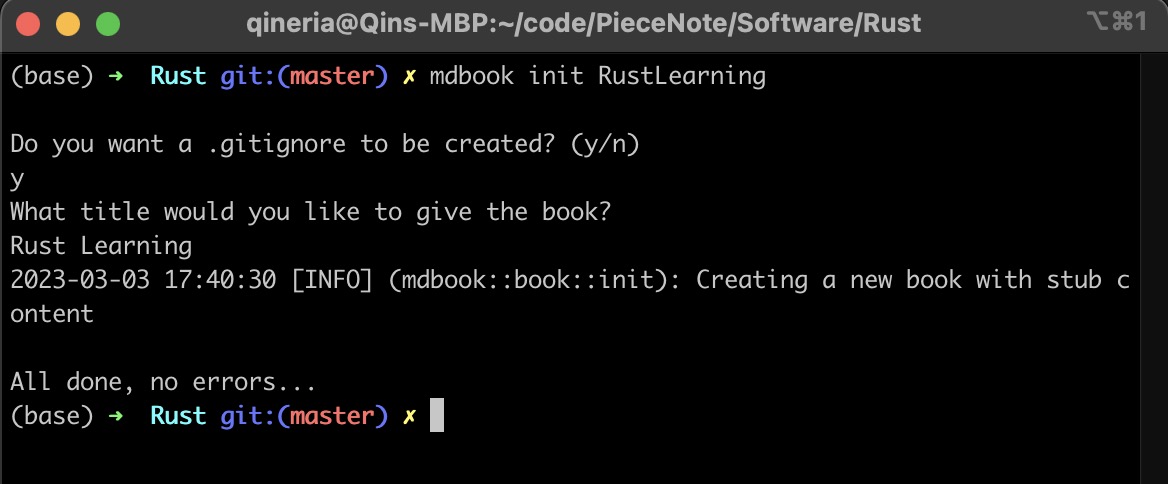 qineria@Qins-MBP:~/code/PieceNote/Software/Rust ⌥⌘1
(base) ➜  Rust git:(master) ✗ mdbook init RustLearning
Do you want a .gitignore to be created? (y/n)
y
What title would you like to give the book?
Rust Learning
2023-03-03 17:40:30 [INFO] (mdbook::book::init): Creating a new book with stub c
ontent
All done, no errors...
(base) ➜  Rust git:(master) ✗